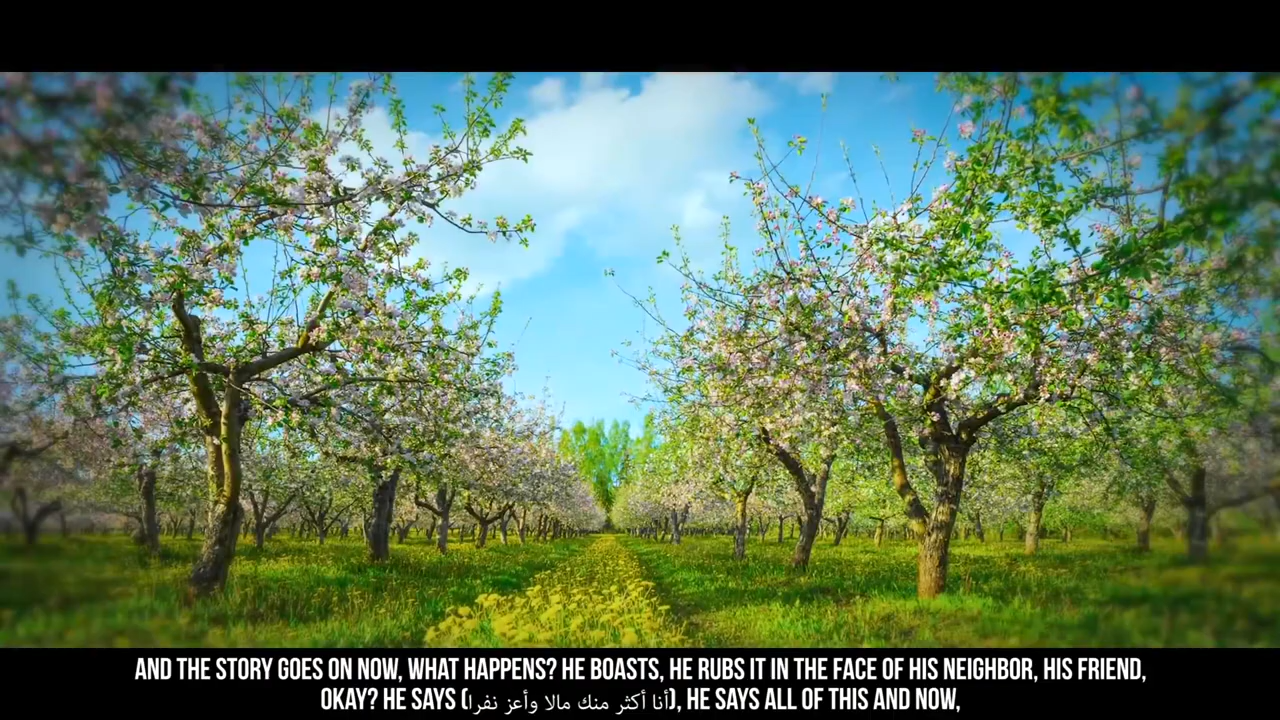 AND THE STORY GOES ON NOW, WHAT HAPPENS? HE BOASTS, HE RUBS IT IN THE FACE OF HIS NEIGHBOR, HIS FRIEND,
OKAY? HE SAYS (أنا أكثر منك مالا وأعز نفرا), HE SAYS ALL OF THIS AND NOW,